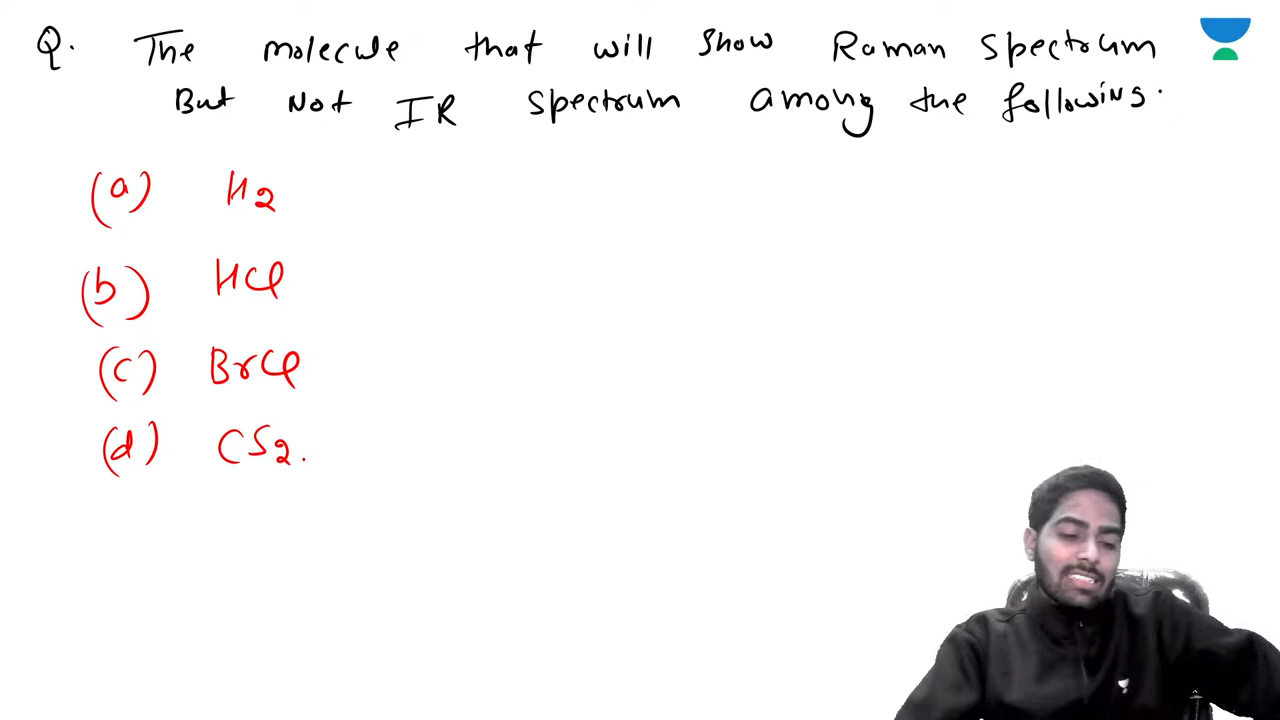 Q. The molecule that will show Raman Spectrum
But Not IR spectrum among the following.
(a) H2
(b) HCl
(c) BrCl
(d) CS2.